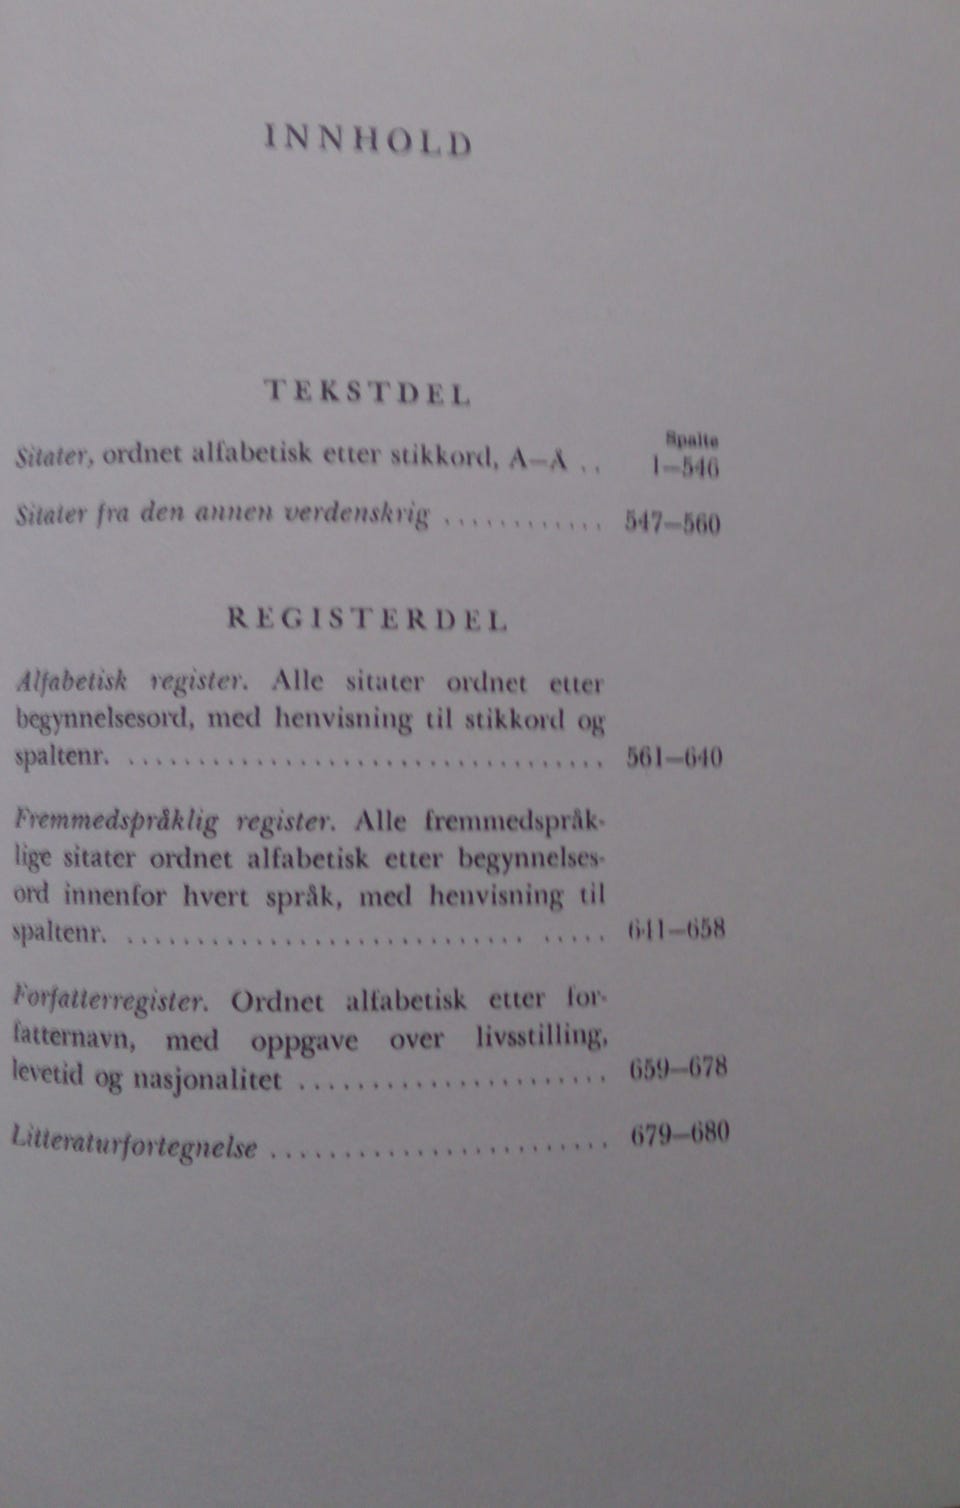 INNHOLD
TEKSTDEL
Spalte
Sitater, ordnet alfabetisk etter stikkord, A—Å .. 1—546
Sitater fra den annen verdenskrig ............ 547—560
REGISTERDEL
Alfabetisk register. Alle sitater ordnet etter
begynnelsesord, med henvisning til stikkord og
spaltenr. .................................. 561—640
Fremmedspråklig register. Alle fremmedspråk-
lige sitater ordnet alfabetisk etter begynnelses-
ord innenfor hvert språk, med henvisning til
spaltenr. ............................. ..... 641—658
Forfatterregister. Ordnet alfabetisk etter for-
fatternavn, med oppgave over livsstilling,
levetid og nasjonalitet ...................... 659—678
Litteraturfortegnelse ........................ 679—680